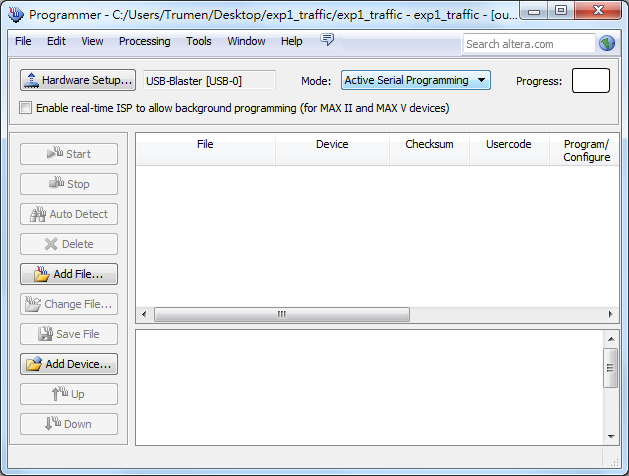 Programmer - C:/Users/Trumen/Desktop/exp1_traffic/exp1_traffic - exp1_traffic - [ou...
File Edit View Processing Tools Window Help Search altera.com
Hardware Setup... USB-Blaster [USB-0] Mode: Active Serial Programming Progress:
Enable real-time ISP to allow background programming (for MAX II and MAX V devices)
File Device Checksum Usercode Program/
Configure
Start
Stop
Auto Detect
Delete
Add File...
Change File...
Save File
Add Device...
Up
Down